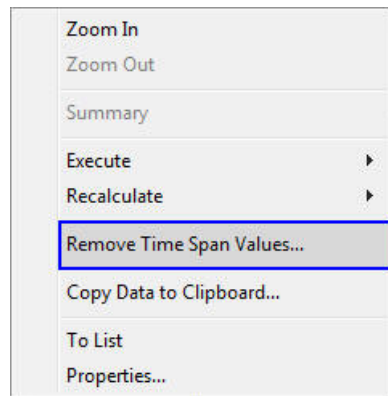 Zoom In
Zoom Out
Summary
Execute
Recalculate
Remove Time Span Values...
Copy Data to Clipboard...
To List
Properties...